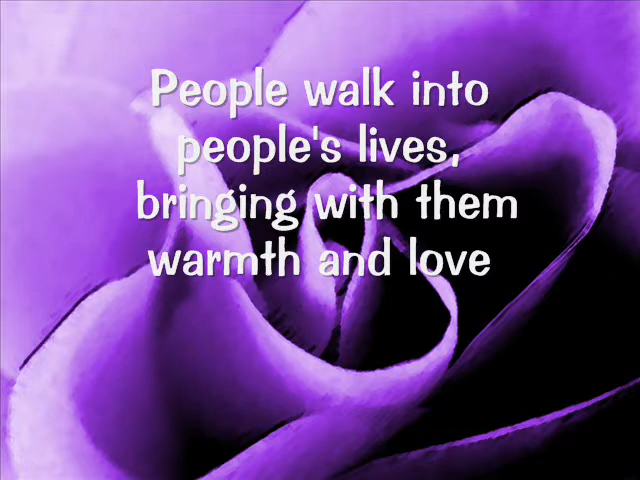 People walk into
people's lives,
bringing with them
warmth and love